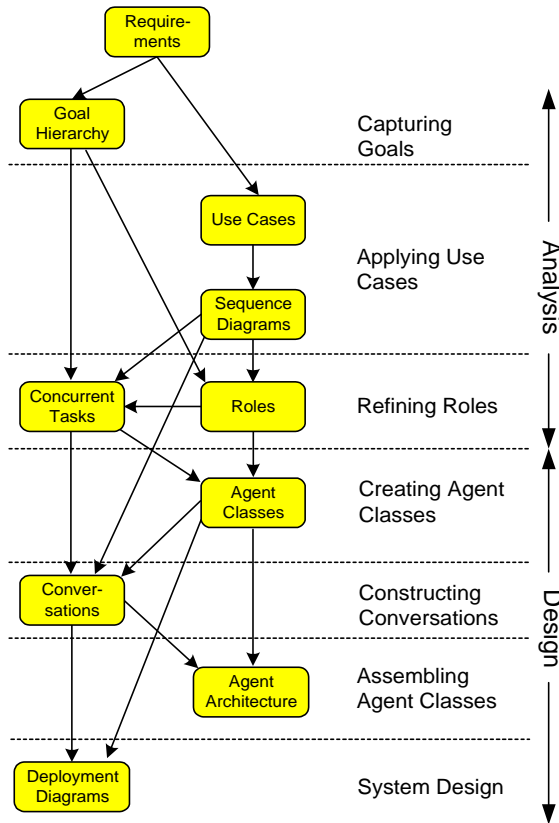 Require-
ments
Goal
Hierarchy
Capturing
Goals
Use Cases
Applying Use
Cases
Sequence
Diagrams
Analysis
Concurrent
Tasks
Roles
Refining Roles
Agent
Classes
Creating Agent
Classes
Conver-
sations
Constructing
Conversations
Design
Agent
Architecture
Assembling
Agent Classes
Deployment
Diagrams
System Design